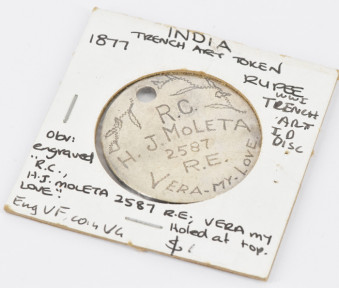 INDIA
1877 TRENCH ART TOKEN
RUPEE
WWI
TRENCH
ART
I.D
DISC
R.C.
H. J. MOLETA
2587
R.E.
VERA-MY-LOVE
Obv:
engraved
"R.C.,
H.J. MOLETA 2587 R.E, VERA my
LOVE".
Holed at top.
Eng VF, coin VG
$